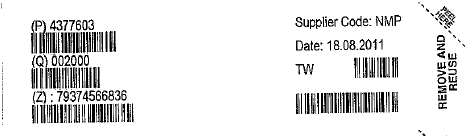 (P) 4377603
(Q) 002000
(Z) : 79374566836
Supplier Code: NMP
Date: 18.08.2011
TW
PEEL
HERE
REMOVE AND
REUSE